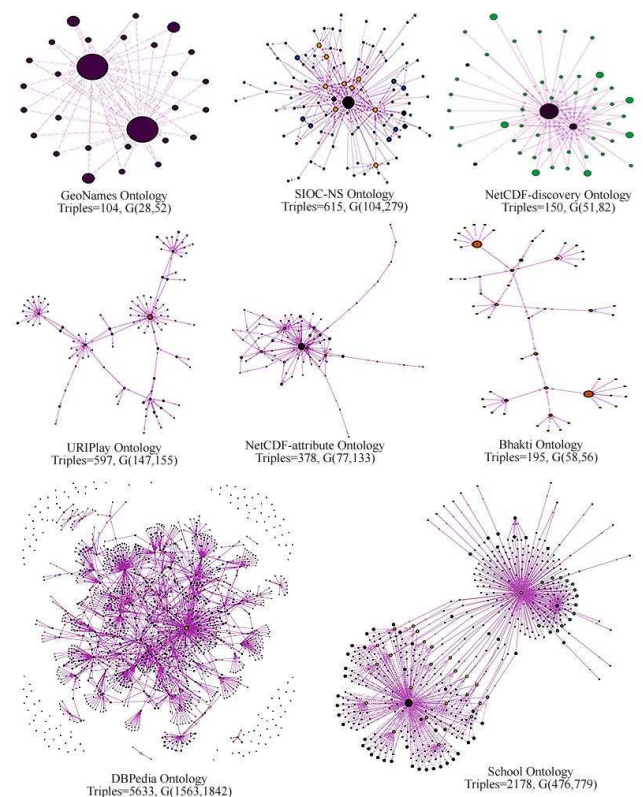 GeoNames Ontology
Triples=104, G(28,52)
SIOC-NS Ontology
Triples=615, G(104,279)
NetCDF-discovery Ontology
Triples=150, G(51,82)
URIPlay Ontology
Triples=597, G(147,155)
NetCDF-attribute Ontology
Triples=378, G(77,133)
Bhakti Ontology
Triples=195, G(58,56)
DBPedia Ontology
Triples=5633, G(1563,1842)
School Ontology
Triples=2178, G(476,779)